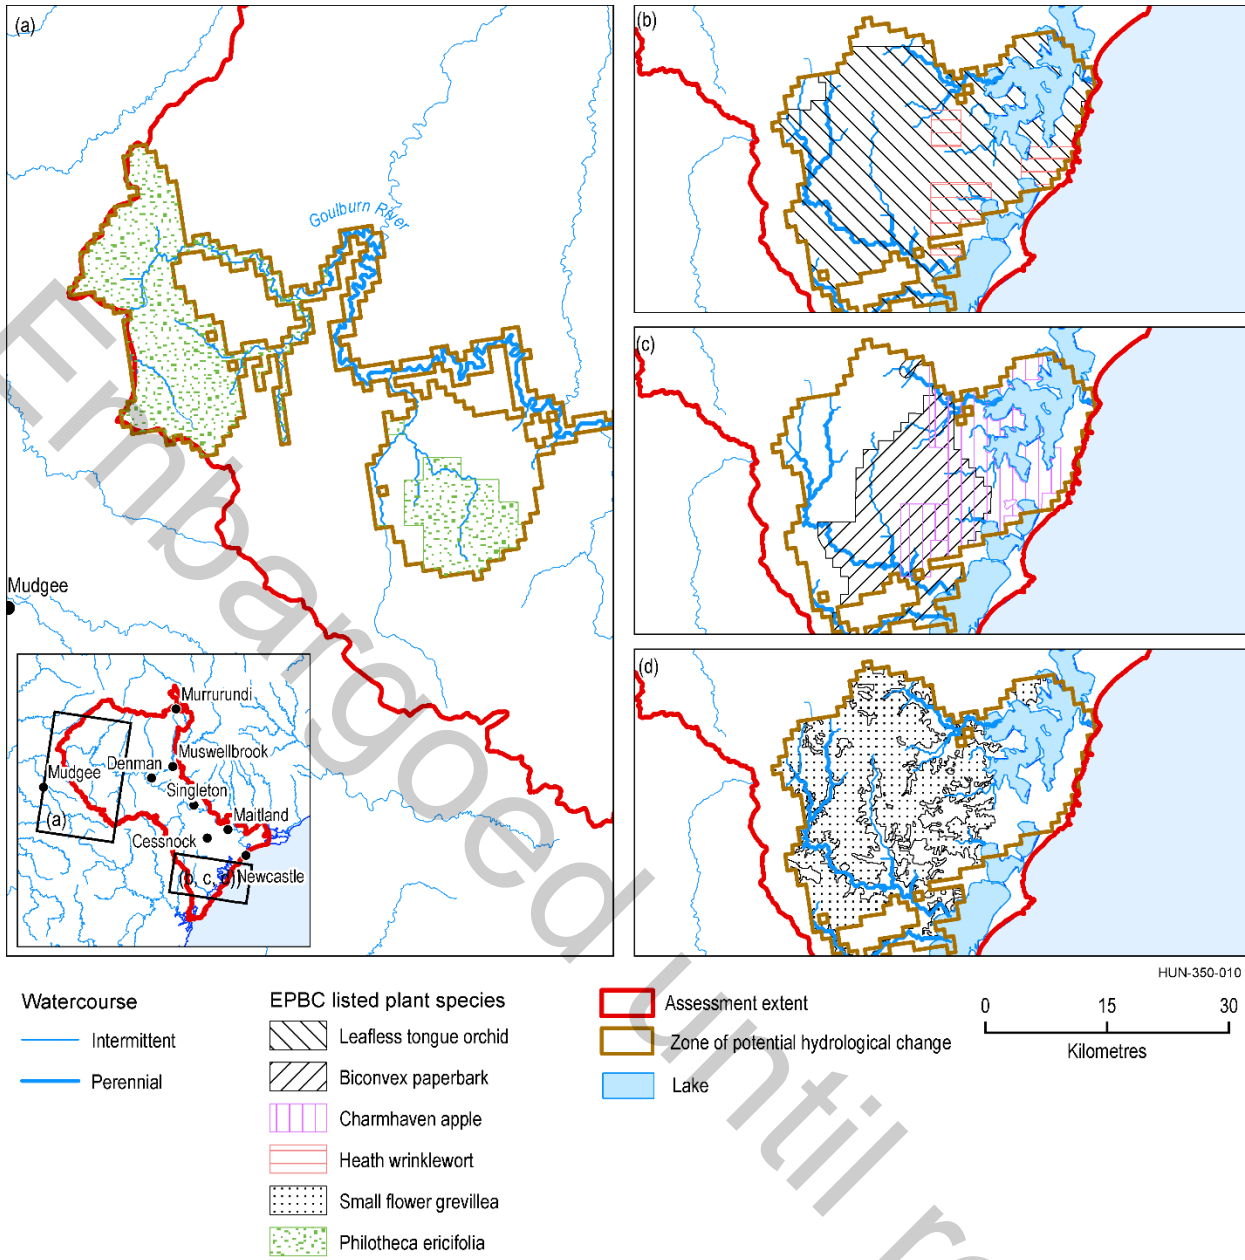 (a)
Goulburn River
Mudgee
Murrurundi
Muswellbrook
Denman
Mudgee
Singleton
(a)
Maitland
Cessnock
Newcastle
(b, c, d)
(b)
(c)
(d)
HUN-350-010
Watercourse
Intermittent
Perennial
EPBC listed plant species
Leafless tongue orchid
Biconvex paperbark
Charmhaven apple
Heath wrinklewort
Small flower grevillea
Philotheca ericifolia
Assessment extent
Zone of potential hydrological change
Lake
0 15 30
Kilometres
Embargoed until